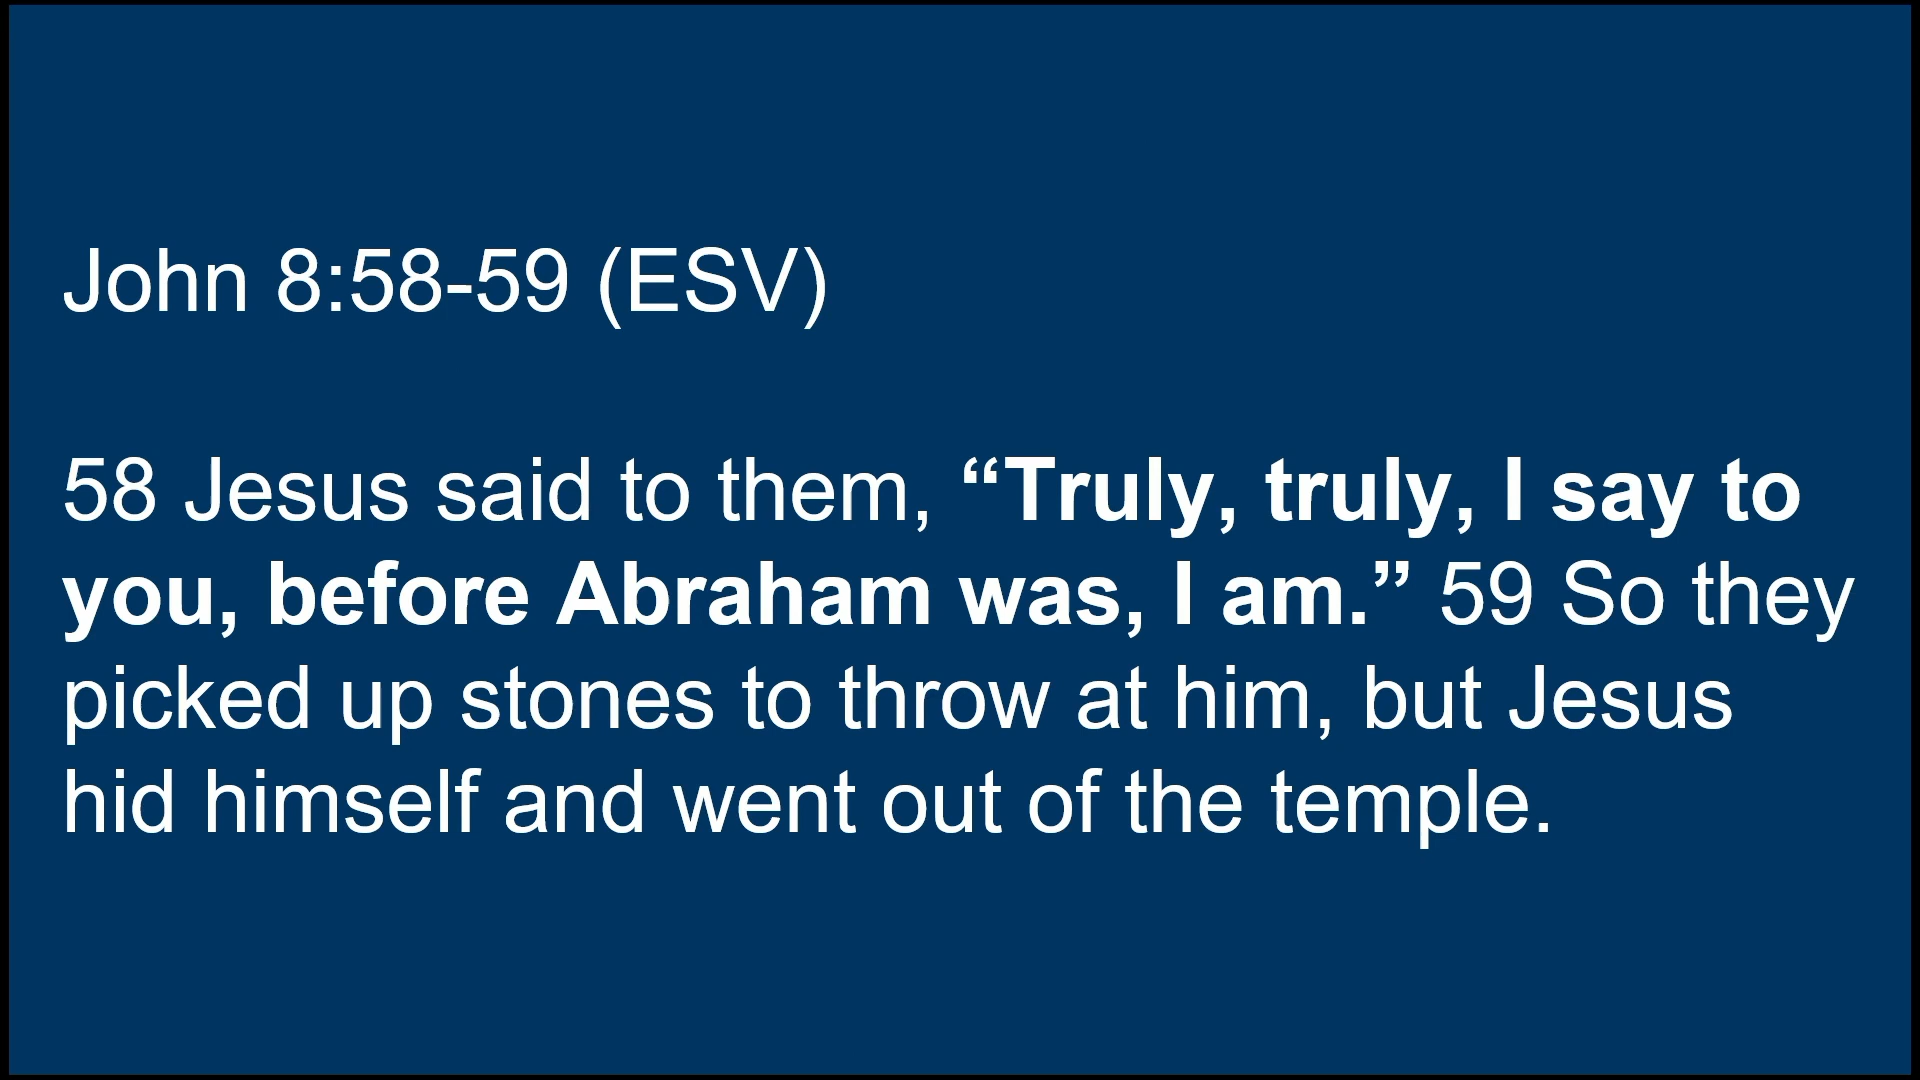 John 8:58-59 (ESV)
58 Jesus said to them, “Truly, truly, I say to
you, before Abraham was, I am.” 59 So they
picked up stones to throw at him, but Jesus
hid himself and went out of the temple.